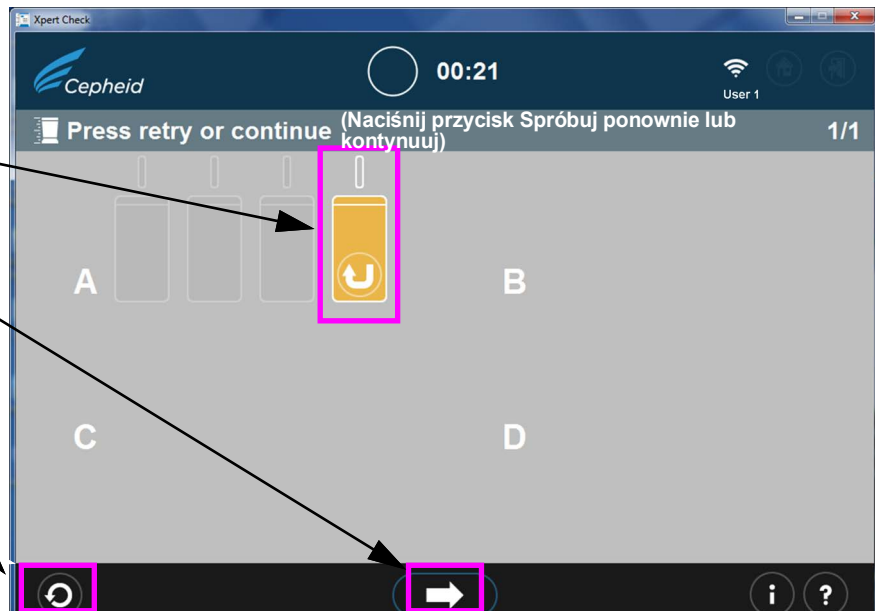 Xpert Check
Cepheid
00:21
User 1
Press retry or continue (Naciśnij przycisk Spróbuj ponownie lub
kontynuuj)
1/1
A
B
C
D
i
?